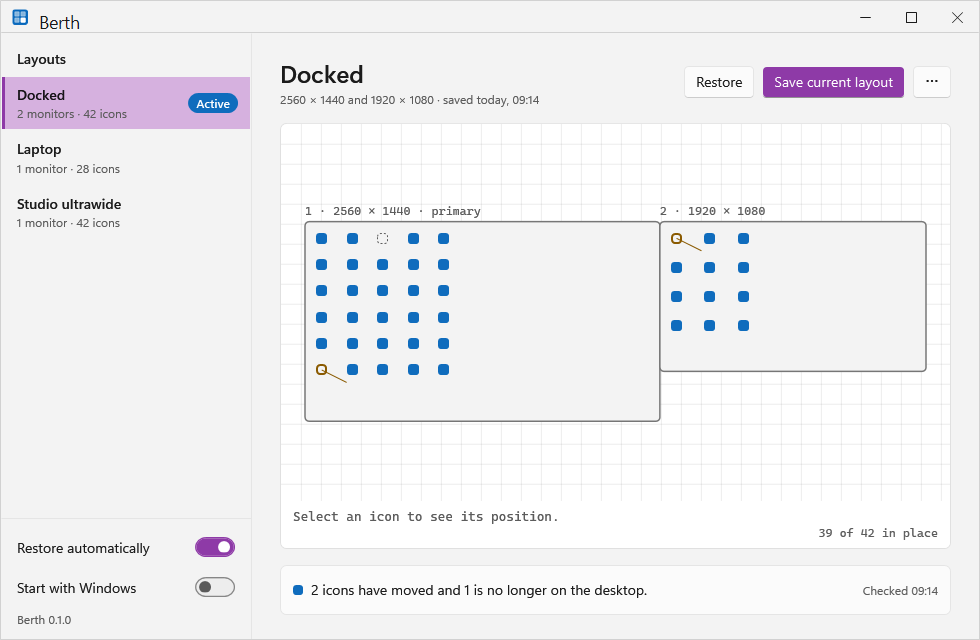 Berth
Layouts
Docked
2 monitors · 42 icons
Active
Laptop
1 monitor · 28 icons
Studio ultrawide
1 monitor · 42 icons
Restore automatically
Start with Windows
Berth 0.1.0
Docked
2560 × 1440 and 1920 × 1080 · saved today, 09:14
Restore
Save current layout
···
1 · 2560 × 1440 · primary
2 · 1920 × 1080
Select an icon to see its position.
39 of 42 in place
2 icons have moved and 1 is no longer on the desktop.
Checked 09:14